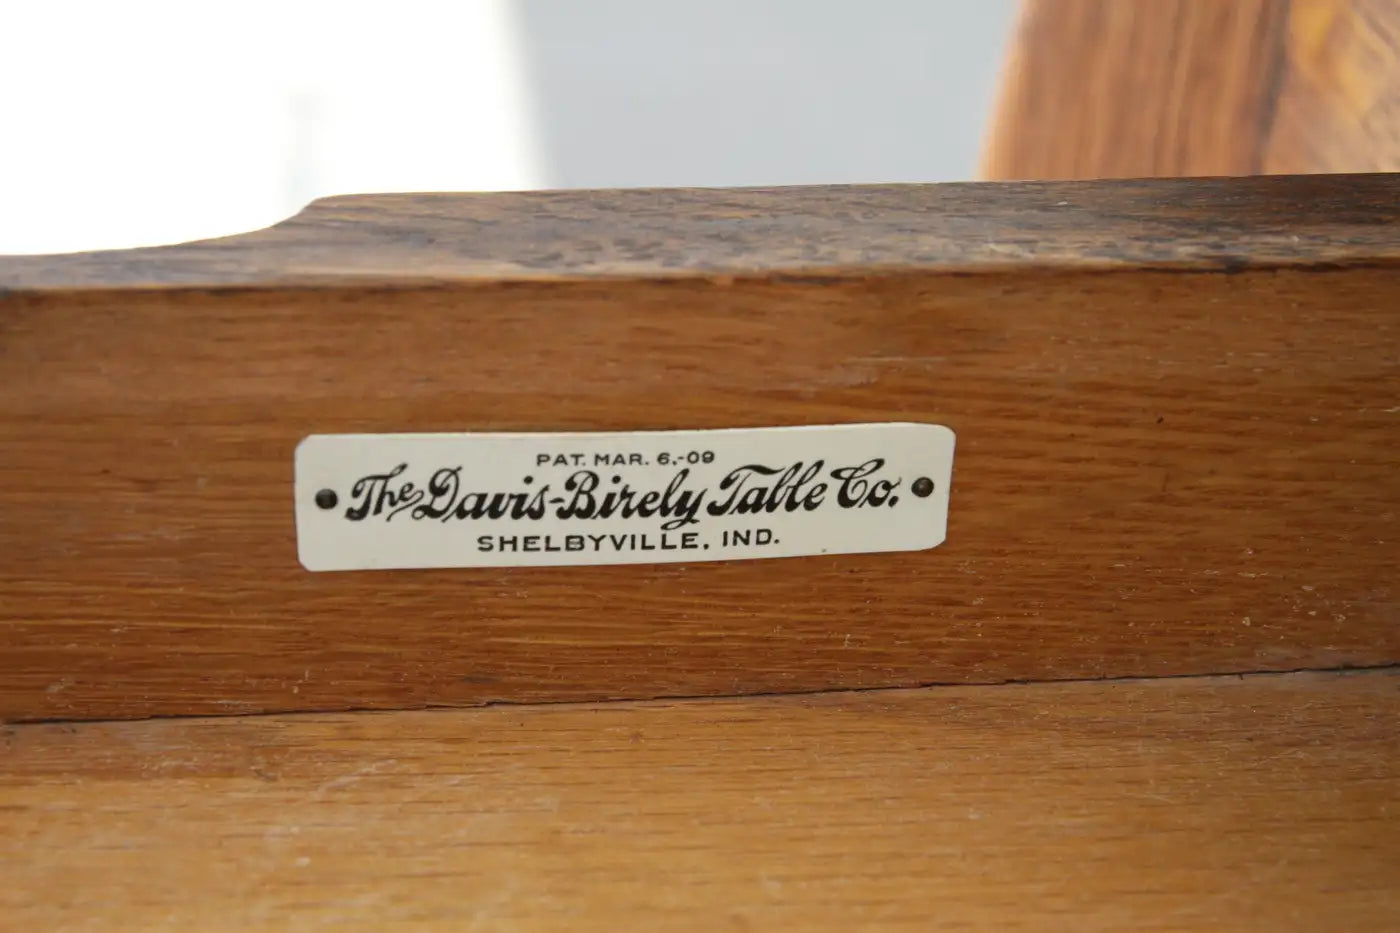 PAT. MAR. 6.-09
The Davis-Birely Table Co.
SHELBYVILLE, IND.